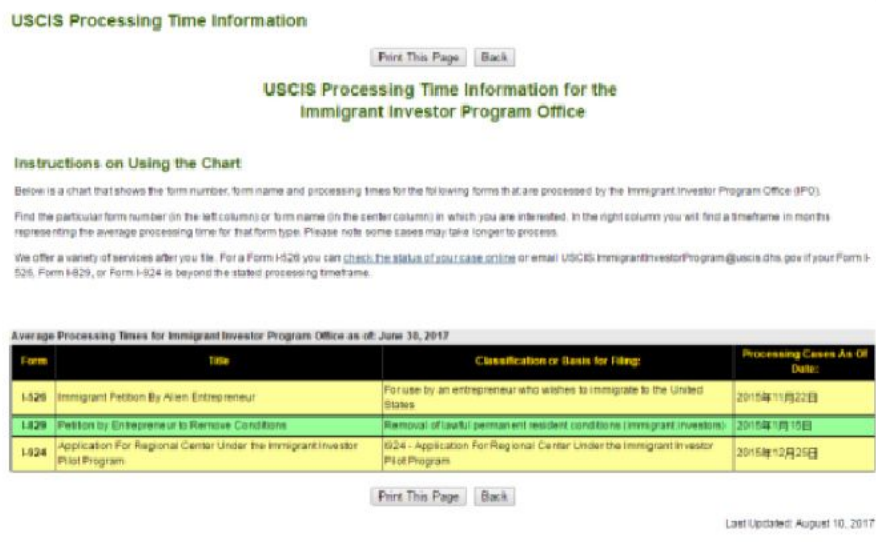 USCIS Processing Time Information
Print This Page Back
USCIS Processing Time Information for the
Immigrant Investor Program Office
Instructions on Using the Chart
Below is a chart that shows the form number, form name and processing times for the following forms that are processed by the Immigrant Investor Program Office (IPO).
Find the particular form number (in the left column) or form name (in the center column) in which you are interested. In the right column you will find a timeframe in months
representing the average processing time for that form type. Please note some cases may take longer to process.
We offer a variety of services after you file. For a Form I-526 you can check the status of your case online or email USCIS.ImmigrantInvestorProgram@uscis.dhs.gov if your Form I-
526, Form I-829, or Form I-924 is beyond the stated processing timeframe.
Average Processing Times for Immigrant Investor Program Office as of: June 30, 2017
Form Title Classification or Basis for Filing: Processing Cases As Of
Date:
I-526 Immigrant Petition By Alien Entrepreneur For use by an entrepreneur who wishes to immigrate to the United
States 2015年11月22日
I-829 Petition by Entrepreneur to Remove Conditions Removal of lawful permanent resident conditions (immigrant investors) 2015年1月15日
I-924 Application For Regional Center Under the Immigrant Investor
Pilot Program I924 - Application For Regional Center Under the Immigrant Investor
Pilot Program 2015年12月25日
Print This Page Back
Last Updated: August 10, 2017